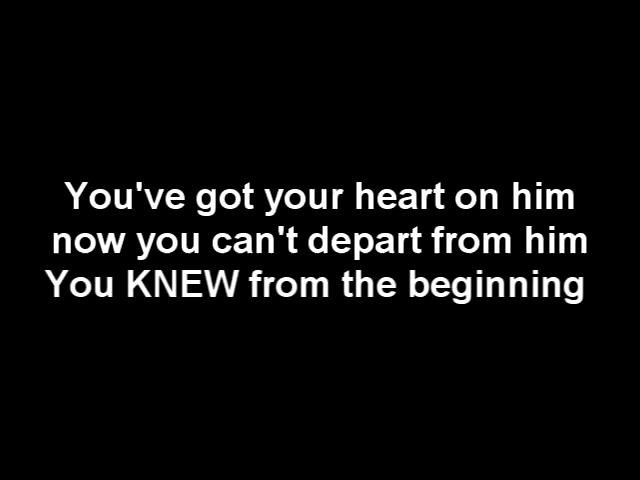 You've got your heart on him
now you can't depart from him
You KNEW from the beginning